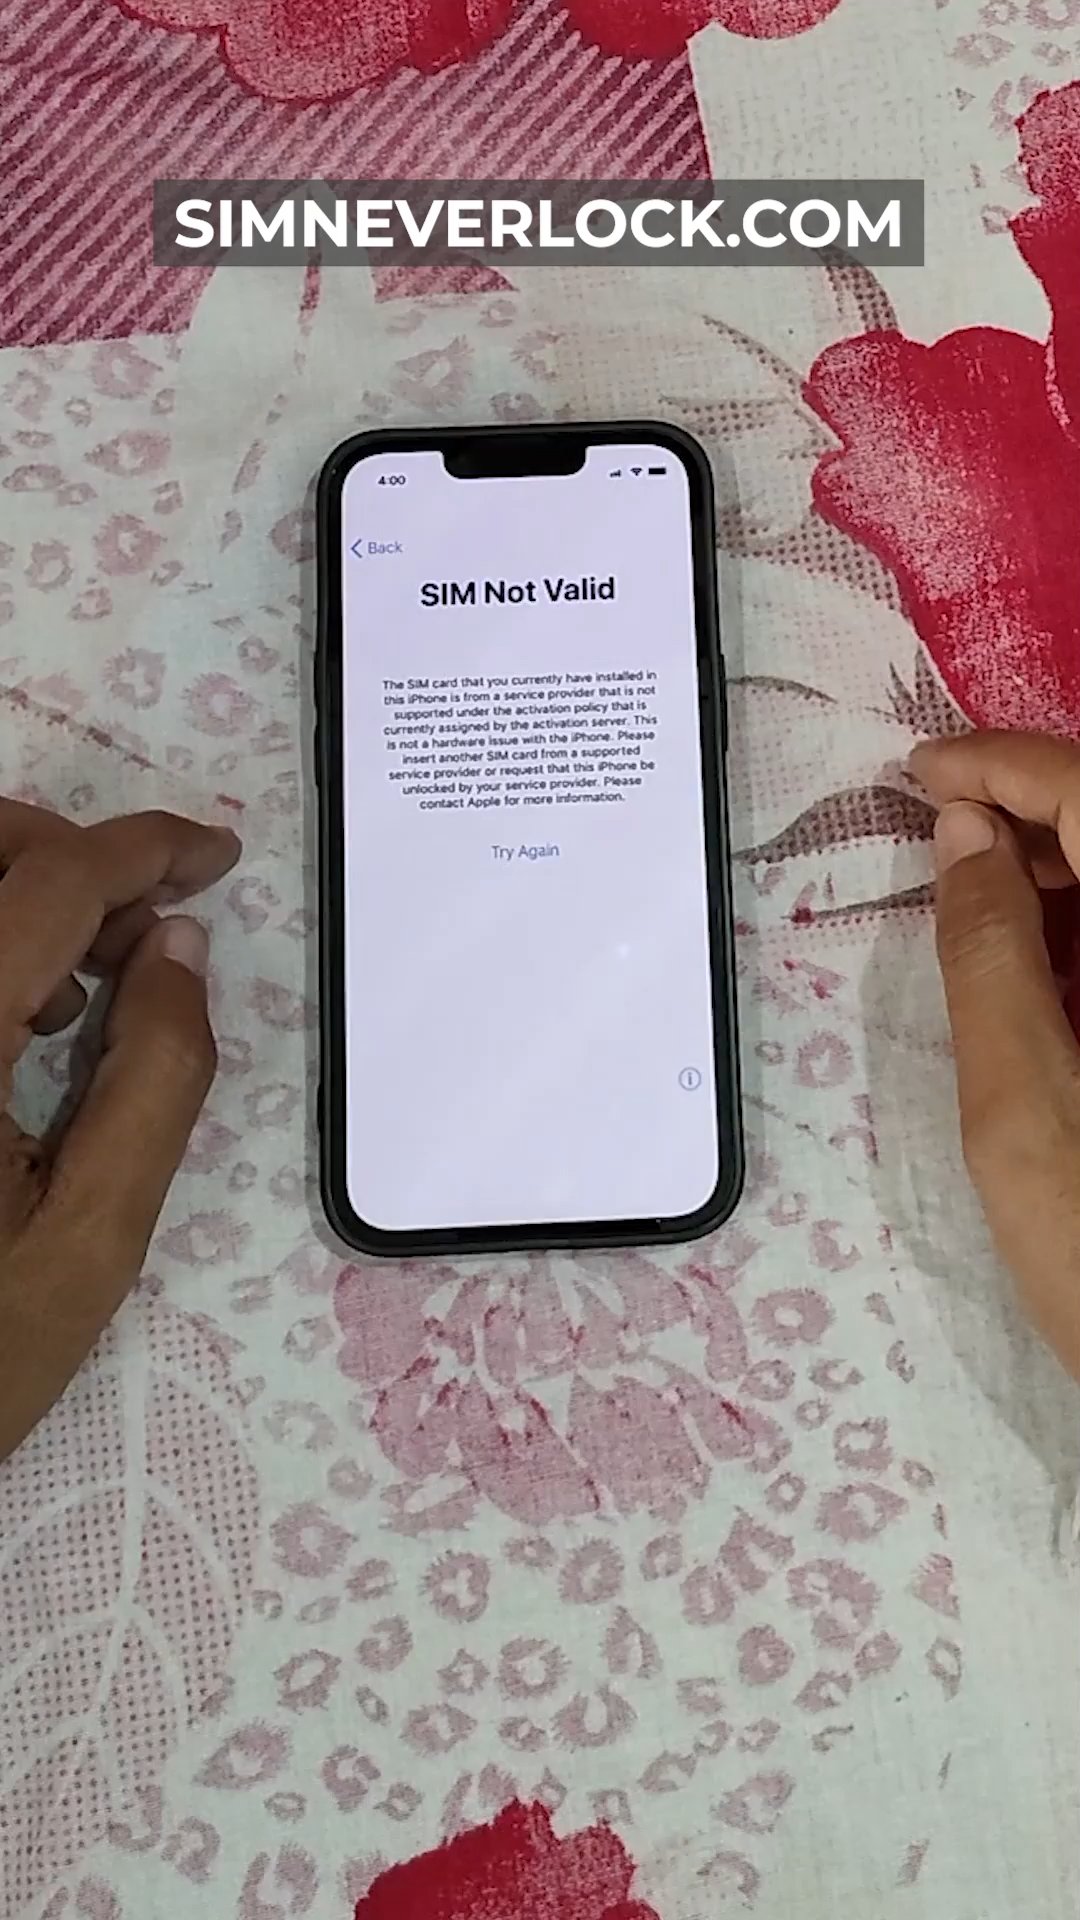 SIMNEVERLOCK.COM
4:00
Back
SIM Not Valid
The SIM card that you currently have installed in
this iPhone is from a service provider that is not
supported under the activation policy that is
currently assigned by the activation server. This
is not a hardware issue with the iPhone. Please
insert another SIM card from a supported
service provider or request that this iPhone be
unlocked by your service provider. Please
contact Apple for more information.
Try Again